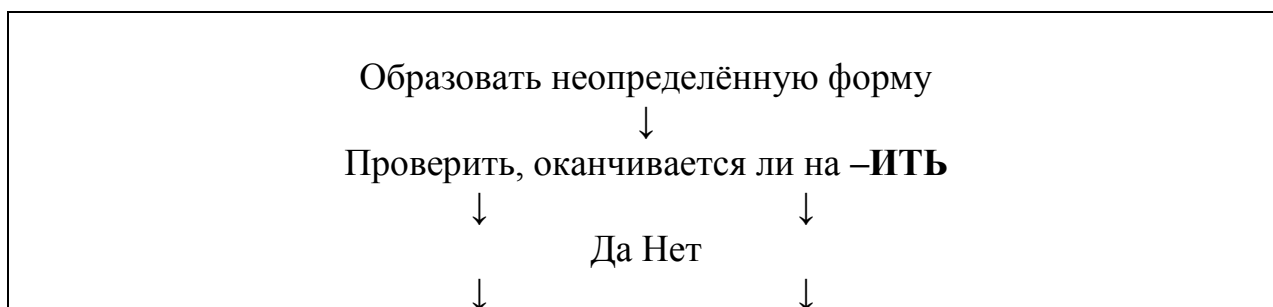 Образовать неопределённую форму
↓
Проверить, оканчивается ли на –ИТЬ
↓ ↓
Да Нет
↓ ↓